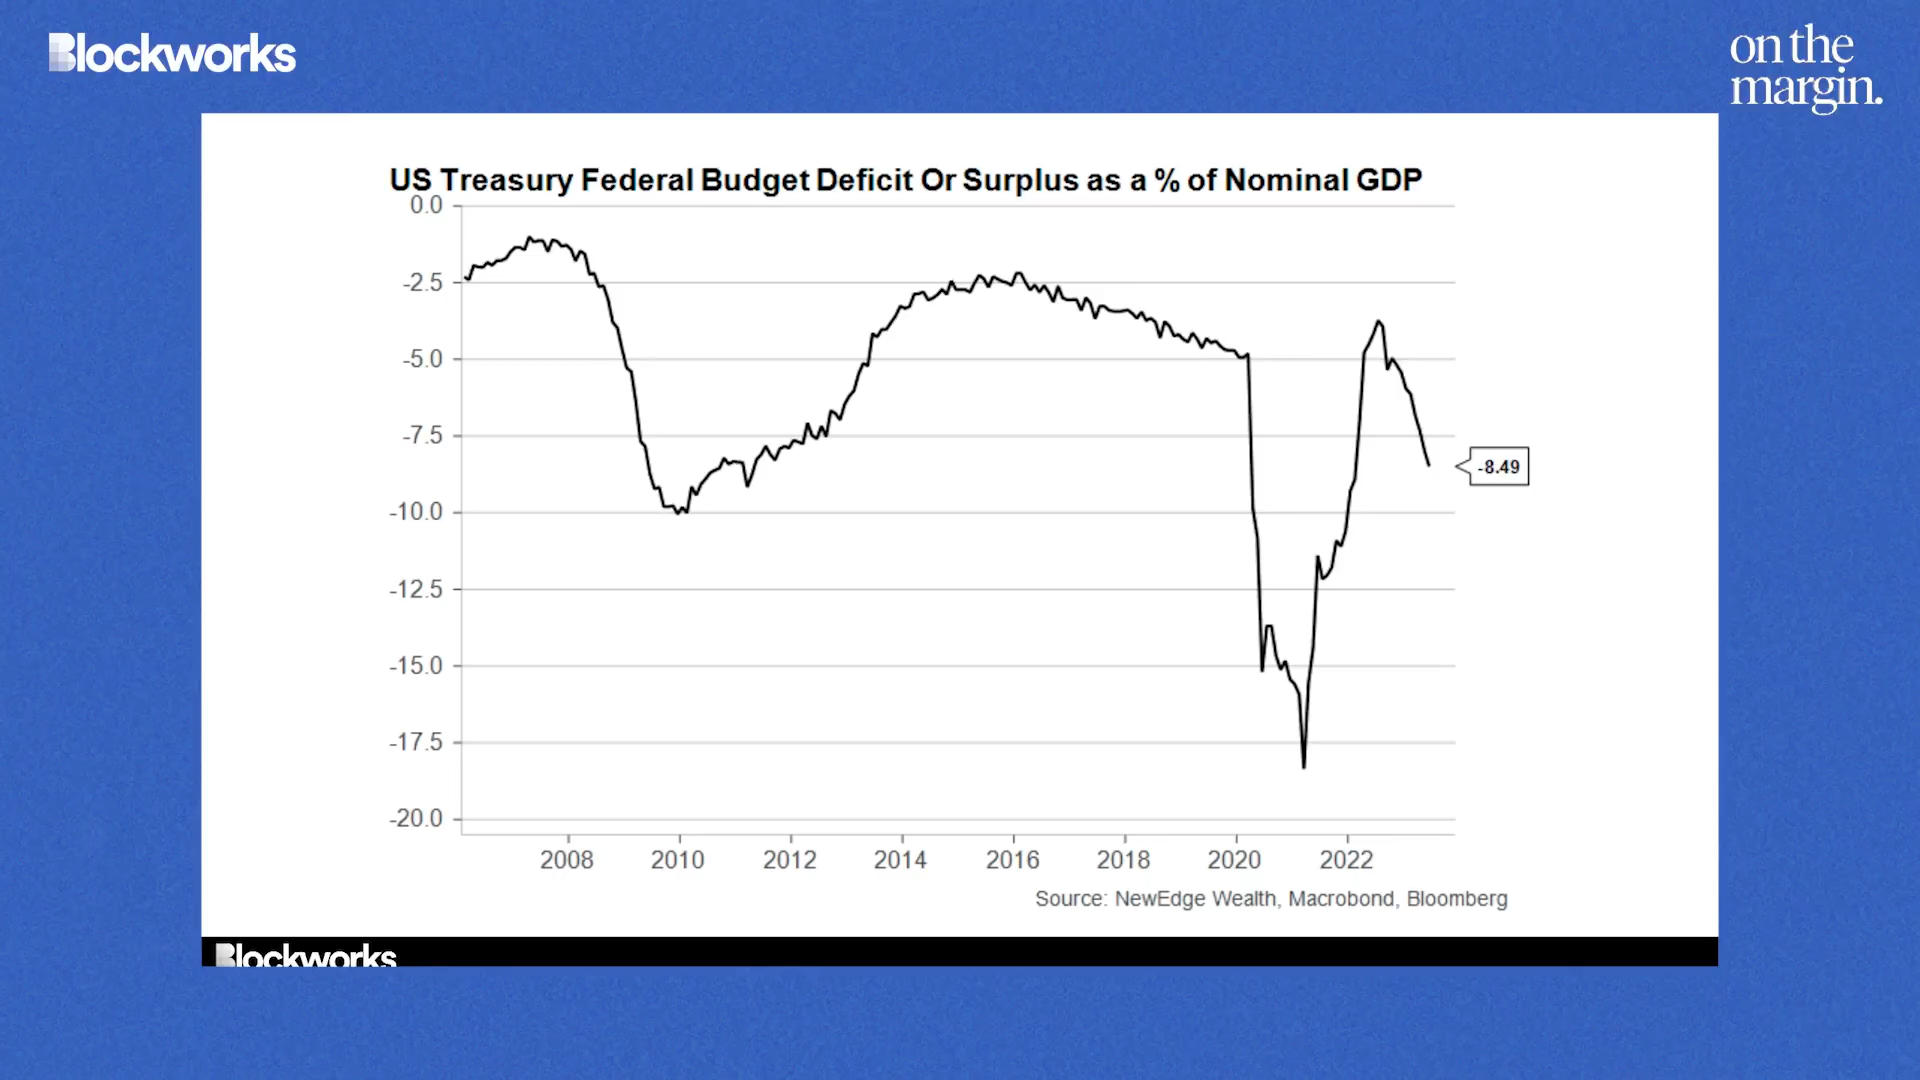 Blockworks
on the
margin.
US Treasury Federal Budget Deficit Or Surplus as a % of Nominal GDP
0.0
-2.5
-5.0
-7.5
-10.0
-12.5
-15.0
-17.5
-20.0
-8.49
2008 2010 2012 2014 2016 2018 2020 2022
Source: NewEdge Wealth, Macrobond, Bloomberg
Blockworks